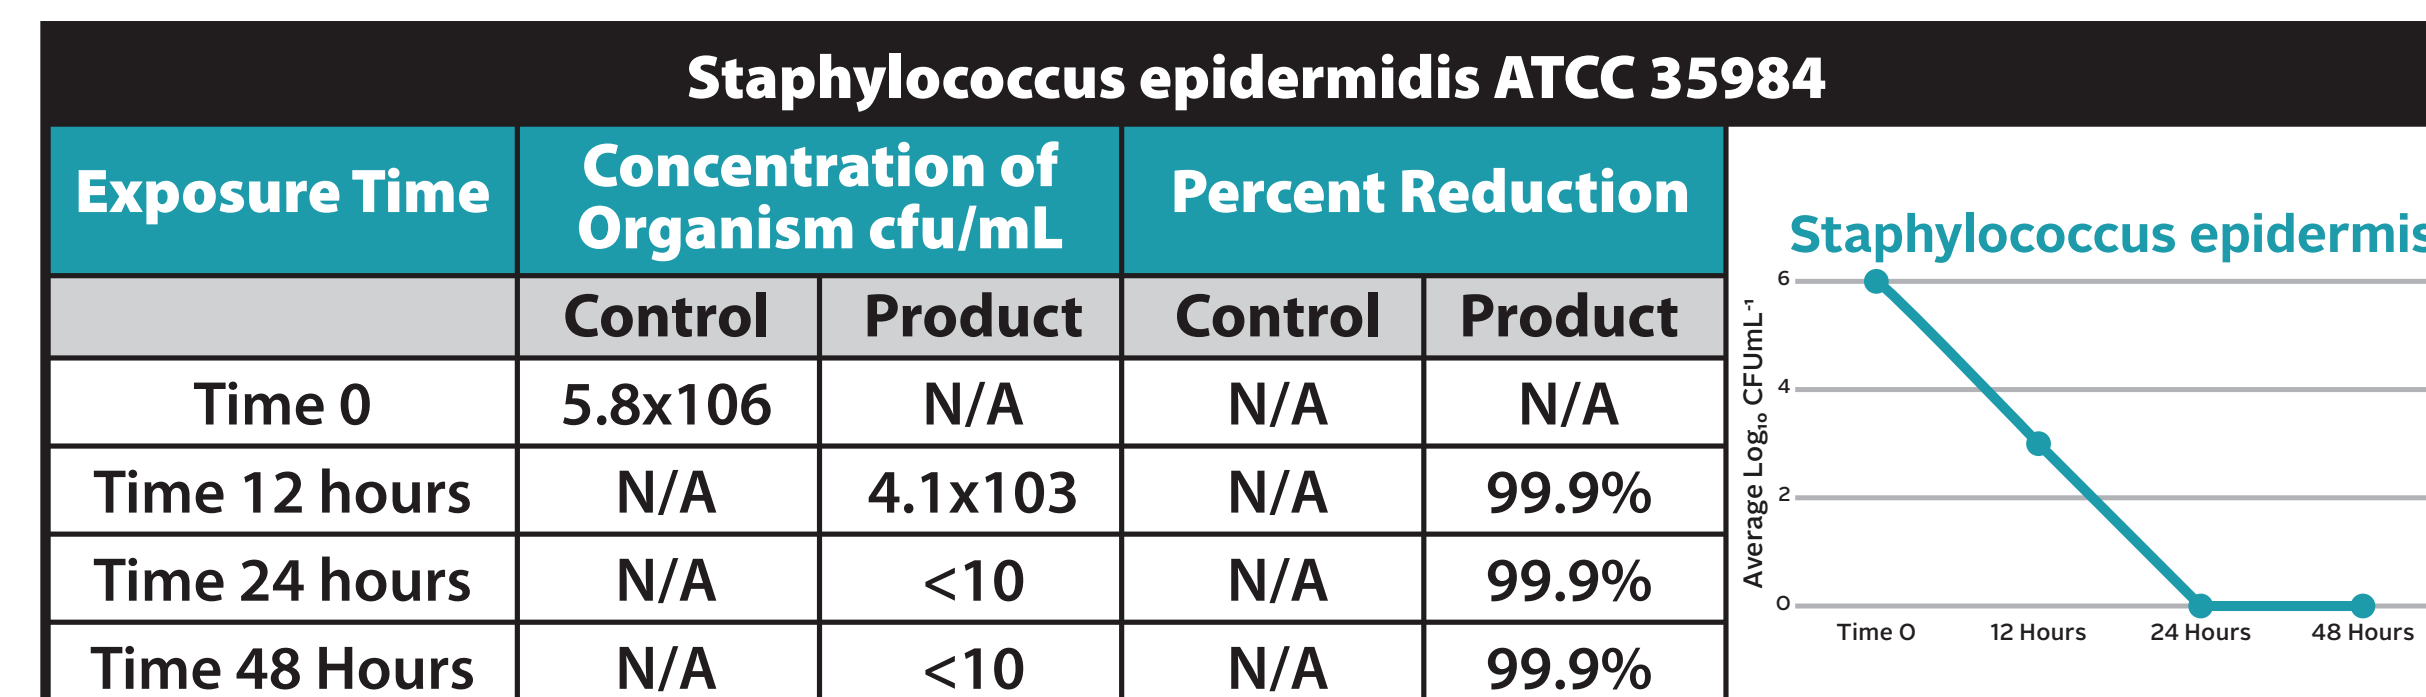 Staphylococcus epidermidis ATCC 35984
Exposure Time
Concentration of
Organism cfu/mL
Percent Reduction
Control Product Control Product
Time 0 5.8x106 N/A N/A N/A
Time 12 hours N/A 4.1x103 N/A 99.9%
Time 24 hours N/A <10 N/A 99.9%
Time 48 Hours N/A <10 N/A 99.9%
Staphylococcus epidermis
Average Log₁₀ CFUmL⁻¹
6
4
2
0
Time 0 12 Hours 24 Hours 48 Hours